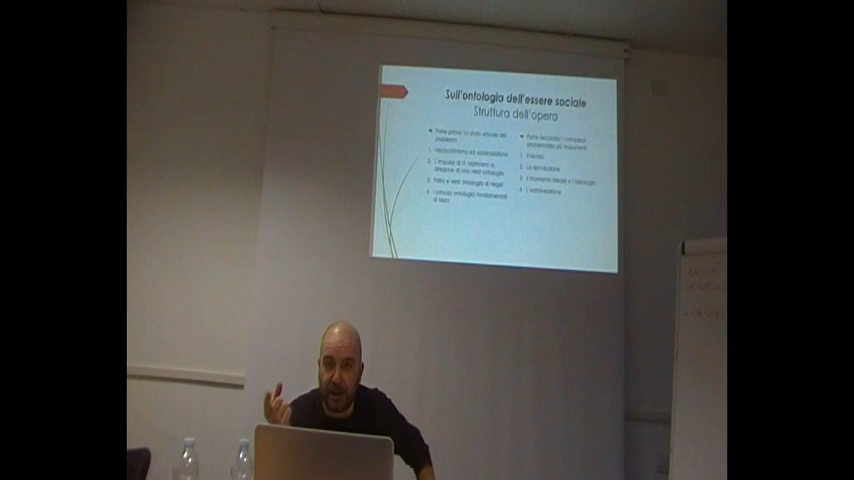 Sull'ontologia dell'essere sociale
Struttura dell'opera
Parte prima: Lo stato attuale del
problema
1. Neopositivismo ed esistenzialismo
2. L'impulso di N. Hartmann in
direzione di una vera ontologia
3. Falsa e vera ontologia di Hegel
4. I principi ontologici fondamentali
di Marx
Parte seconda: I complessi
problematici più importanti
1. Il lavoro
2. La riproduzione
3. Il momento ideale e l'ideologia
4. L'estraneazione